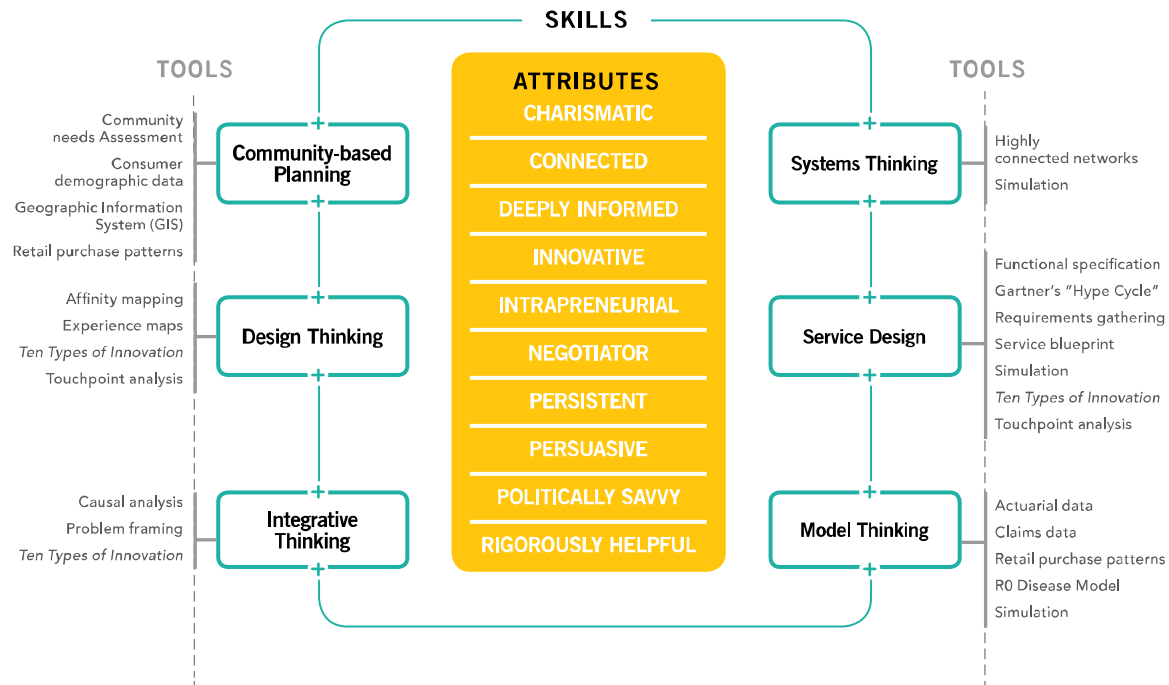 SKILLS
TOOLS
Community
needs Assessment
Consumer
demographic data
Geographic Information
System (GIS)
Retail purchase patterns
Community-based
Planning
Affinity mapping
Experience maps
Ten Types of Innovation
Touchpoint analysis
Design Thinking
Causal analysis
Problem framing
Ten Types of Innovation
Integrative
Thinking
ATTRIBUTES
CHARISMATIC
CONNECTED
DEEPLY INFORMED
INNOVATIVE
INTRAPRENEURIAL
NEGOTIATOR
PERSISTENT
PERSUASIVE
POLITICALLY SAVVY
RIGOROUSLY HELPFUL
TOOLS
Systems Thinking
Highly
connected networks
Simulation
Service Design
Functional specification
Gartner's "Hype Cycle"
Requirements gathering
Service blueprint
Simulation
Ten Types of Innovation
Touchpoint analysis
Model Thinking
Actuarial data
Claims data
Retail purchase patterns
R0 Disease Model
Simulation